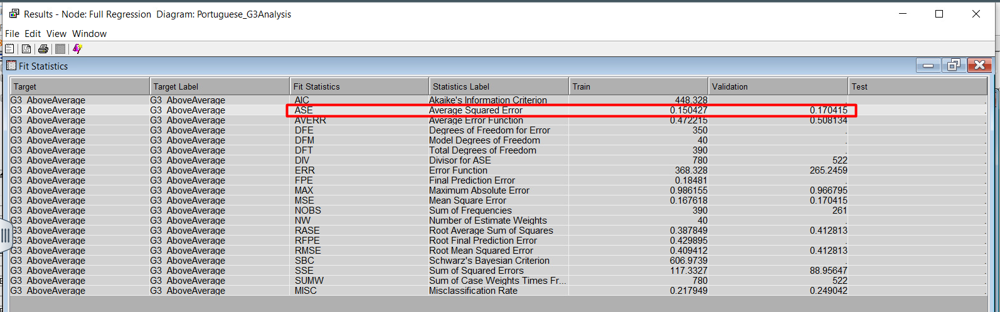 Results - Node: Full Regression  Diagram: Portuguese_G3Analysis
File Edit View Window
Fit Statistics
Target Target Label Fit Statistics Statistics Label Train Validation Test
G3_AboveAverage G3_AboveAverage AIC Akaike's Information Criterion 448.328 . .
G3_AboveAverage G3_AboveAverage ASE Average Squared Error 0.150427 0.170415 .
G3_AboveAverage G3_AboveAverage AVERR Average Error Function 0.472215 0.508134 .
G3_AboveAverage G3_AboveAverage DFE Degrees of Freedom for Error 350 . .
G3_AboveAverage G3_AboveAverage DFM Model Degrees of Freedom 40 . .
G3_AboveAverage G3_AboveAverage DFT Total Degrees of Freedom 390 . .
G3_AboveAverage G3_AboveAverage DIV Divisor for ASE 780 522 .
G3_AboveAverage G3_AboveAverage ERR Error Function 368.328 265.2459 .
G3_AboveAverage G3_AboveAverage FPE Final Prediction Error 0.18481 . .
G3_AboveAverage G3_AboveAverage MAX Maximum Absolute Error 0.986155 0.966795 .
G3_AboveAverage G3_AboveAverage MSE Mean Square Error 0.167618 0.170415 .
G3_AboveAverage G3_AboveAverage NOBS Sum of Frequencies 390 261 .
G3_AboveAverage G3_AboveAverage NW Number of Estimate Weights 40 . .
G3_AboveAverage G3_AboveAverage RASE Root Average Sum of Squares 0.387849 0.412813 .
G3_AboveAverage G3_AboveAverage RFPE Root Final Prediction Error 0.429895 . .
G3_AboveAverage G3_AboveAverage RMSE Root Mean Squared Error 0.409412 0.412813 .
G3_AboveAverage G3_AboveAverage SBC Schwarz's Bayesian Criterion 606.9739 . .
G3_AboveAverage G3_AboveAverage SSE Sum of Squared Errors 117.3327 88.95647 .
G3_AboveAverage G3_AboveAverage SUMW Sum of Case Weights Times Fr... 780 522 .
G3_AboveAverage G3_AboveAverage MISC Misclassification Rate 0.217949 0.249042 .